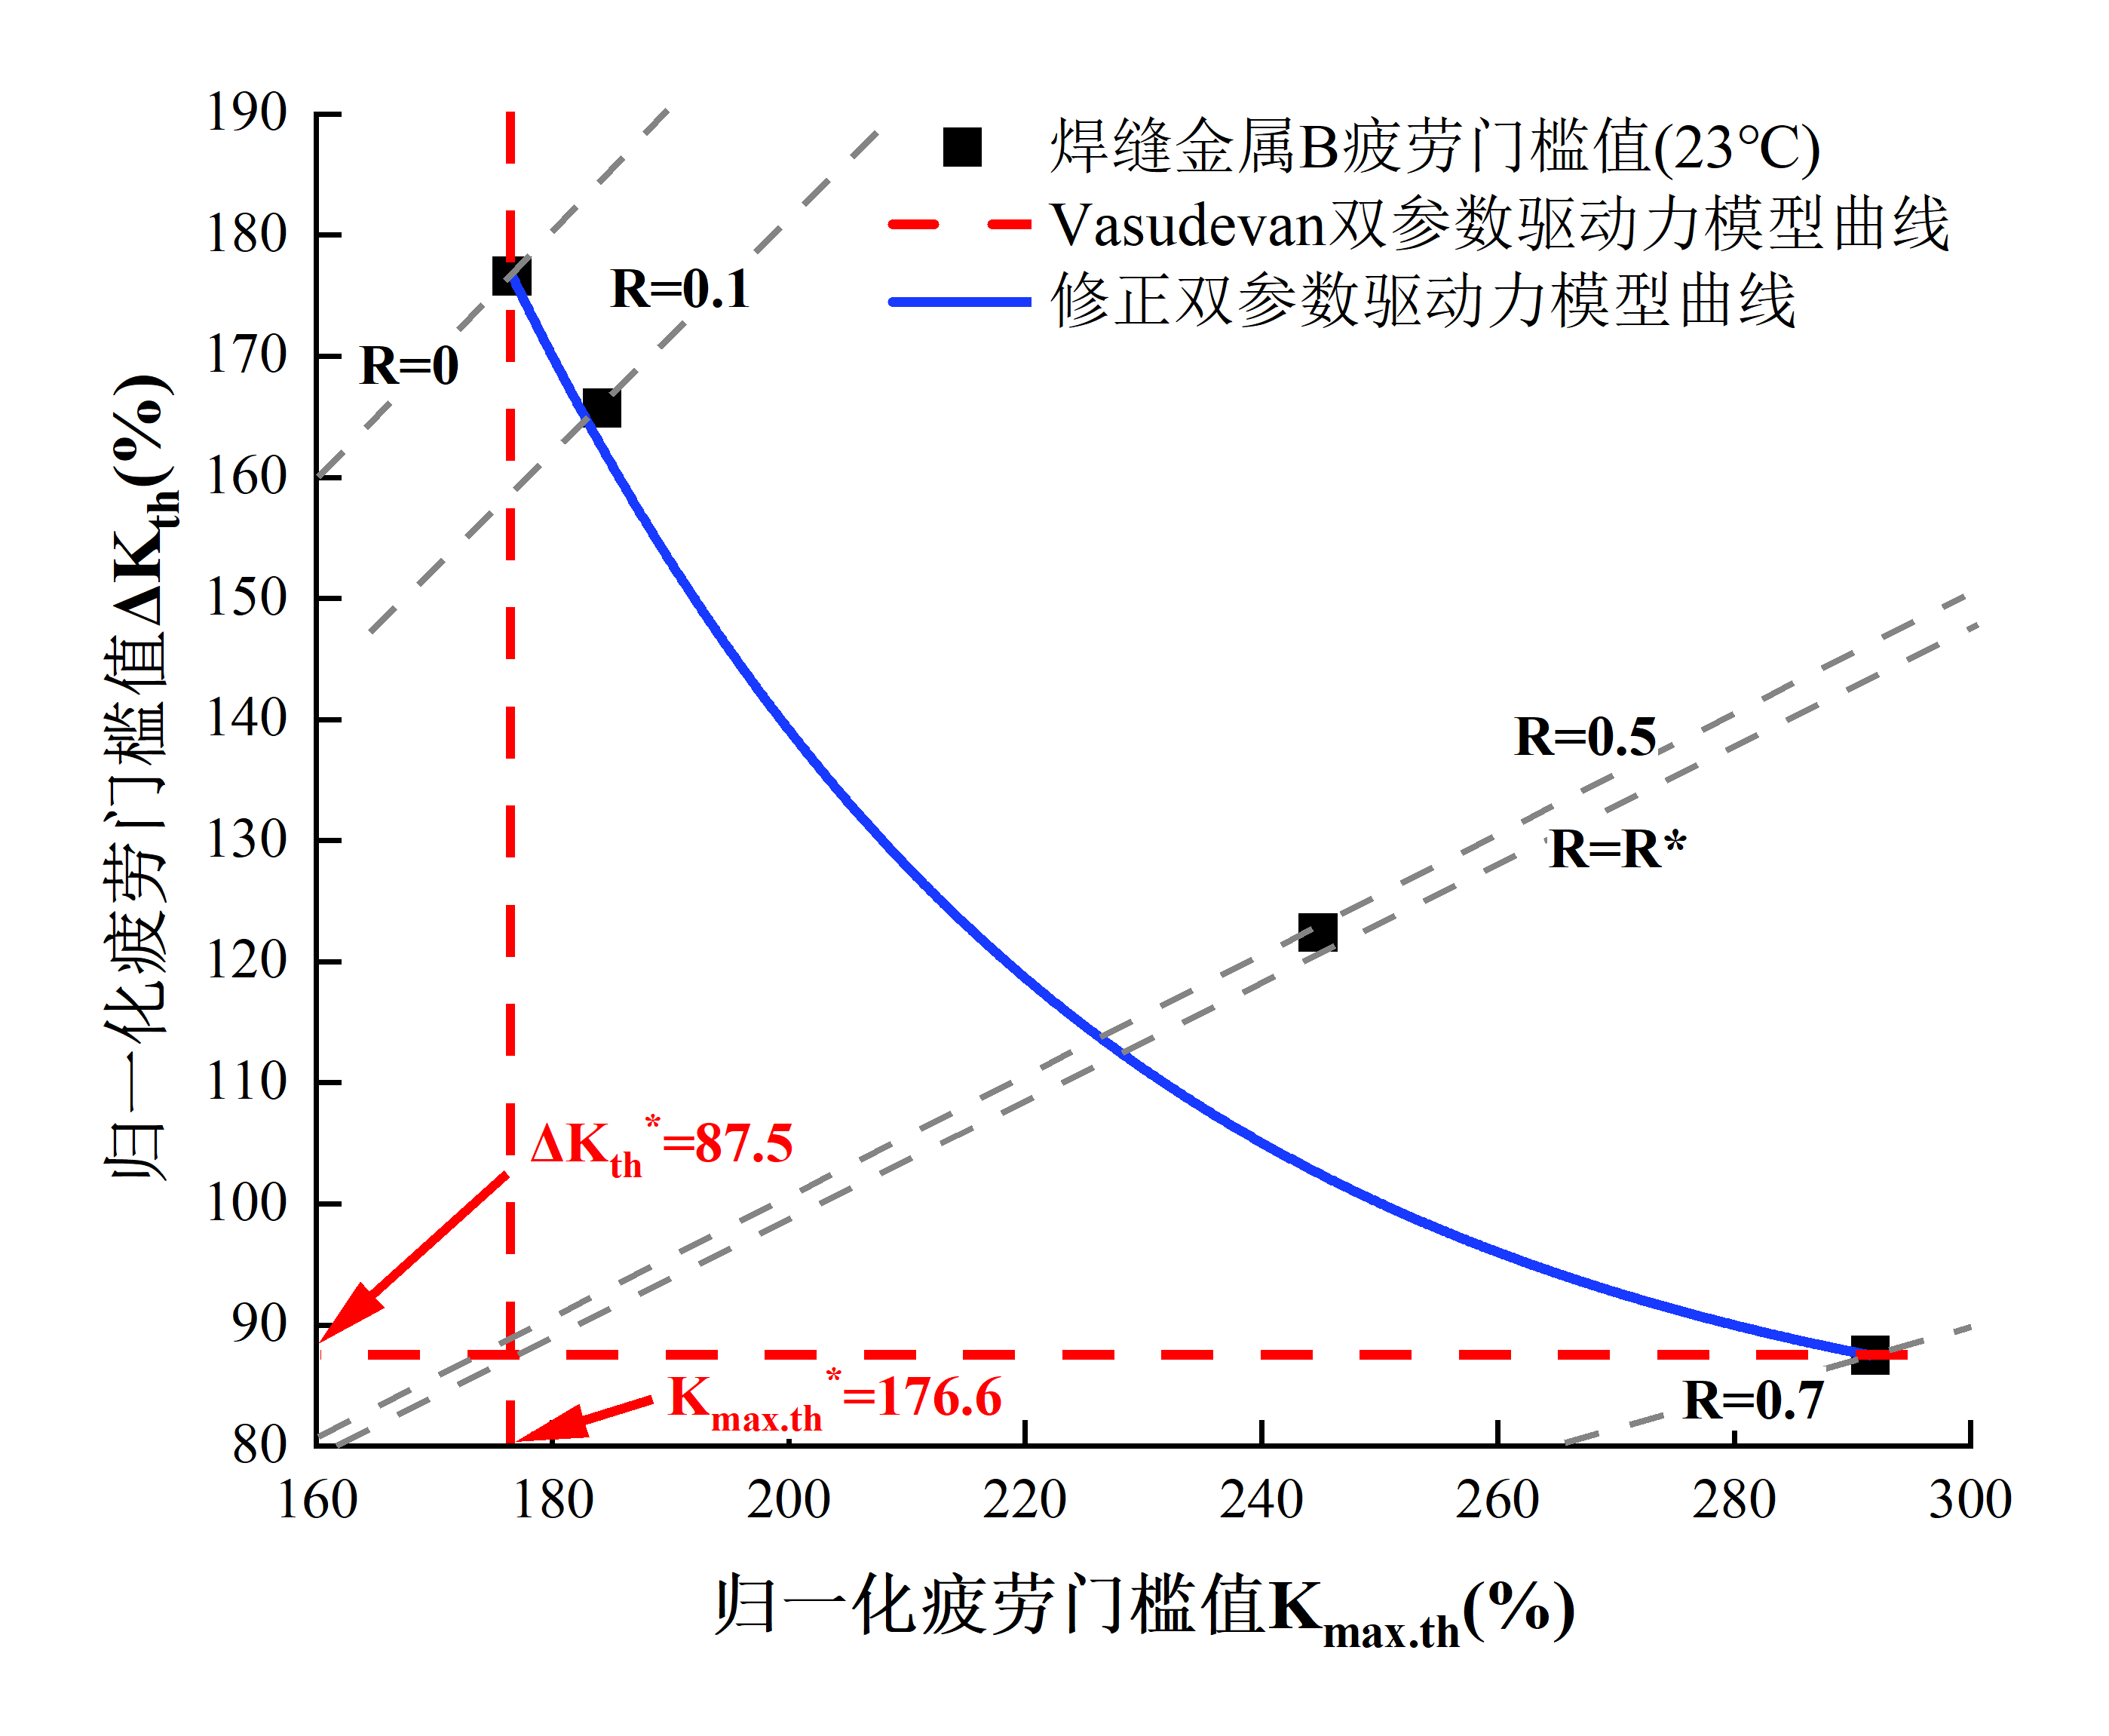 归一化疲劳门槛值ΔKth(%)
190
180
170
160
150
140
130
120
110
100
90
80
焊缝金属B疲劳门槛值(23℃)
Vasudevan双参数驱动力模型曲线
修正双参数驱动力模型曲线
R=0.1
R=0
R=0.5
R=R*
ΔKth*=87.5
Kmax.th*=176.6
R=0.7
160 180 200 220 240 260 280 300
归一化疲劳门槛值Kmax.th(%)